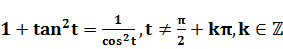 1 + tan²t = 1/cos²t, t ≠ π/2 + kπ, k ∈ ℤ